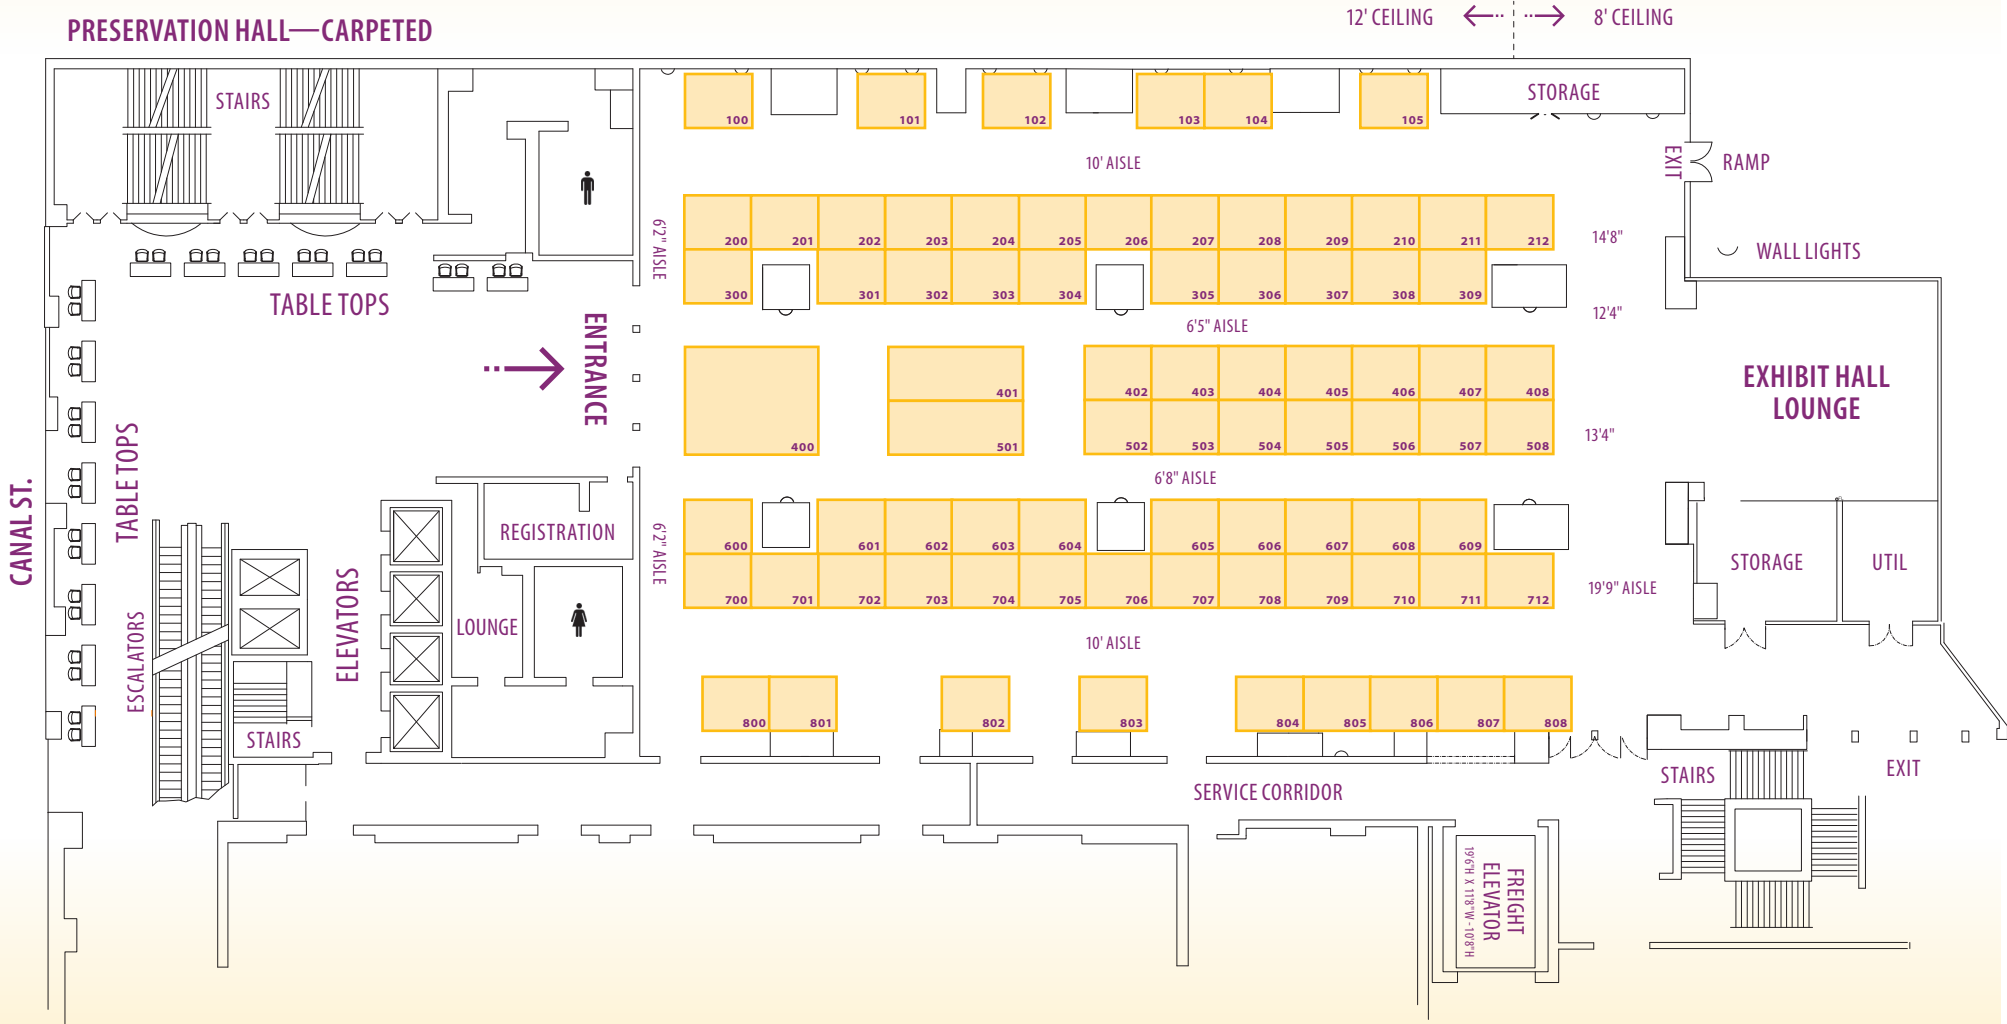 12' CEILING
8' CEILING
PRESERVATION HALL—CARPETED
STAIRS
STORAGE
100
101
102
103
104
105
10' AISLE
EXIT
RAMP
6'2" AISLE
200
201
202
203
204
205
206
207
208
209
210
211
212
14'8"
WALL LIGHTS
300
301
302
303
304
305
306
307
308
309
TABLE TOPS
12'4"
6'5" AISLE
ENTRANCE
401
402
403
404
405
406
407
408
EXHIBIT HALL
LOUNGE
400
501
502
503
504
505
506
507
508
13'4"
TABLE TOPS
CANAL ST.
6'8" AISLE
REGISTRATION
6'2" AISLE
600
601
602
603
604
605
606
607
608
609
STORAGE
UTIL
700
701
702
703
704
705
706
707
708
709
710
711
712
19'9" AISLE
ESCALATORS
ELEVATORS
LOUNGE
10' AISLE
800
801
802
803
804
805
806
807
808
STAIRS
STAIRS
EXIT
SERVICE CORRIDOR
FREIGHT
ELEVATOR
19'6"H X 11'8"W - 10'8"H